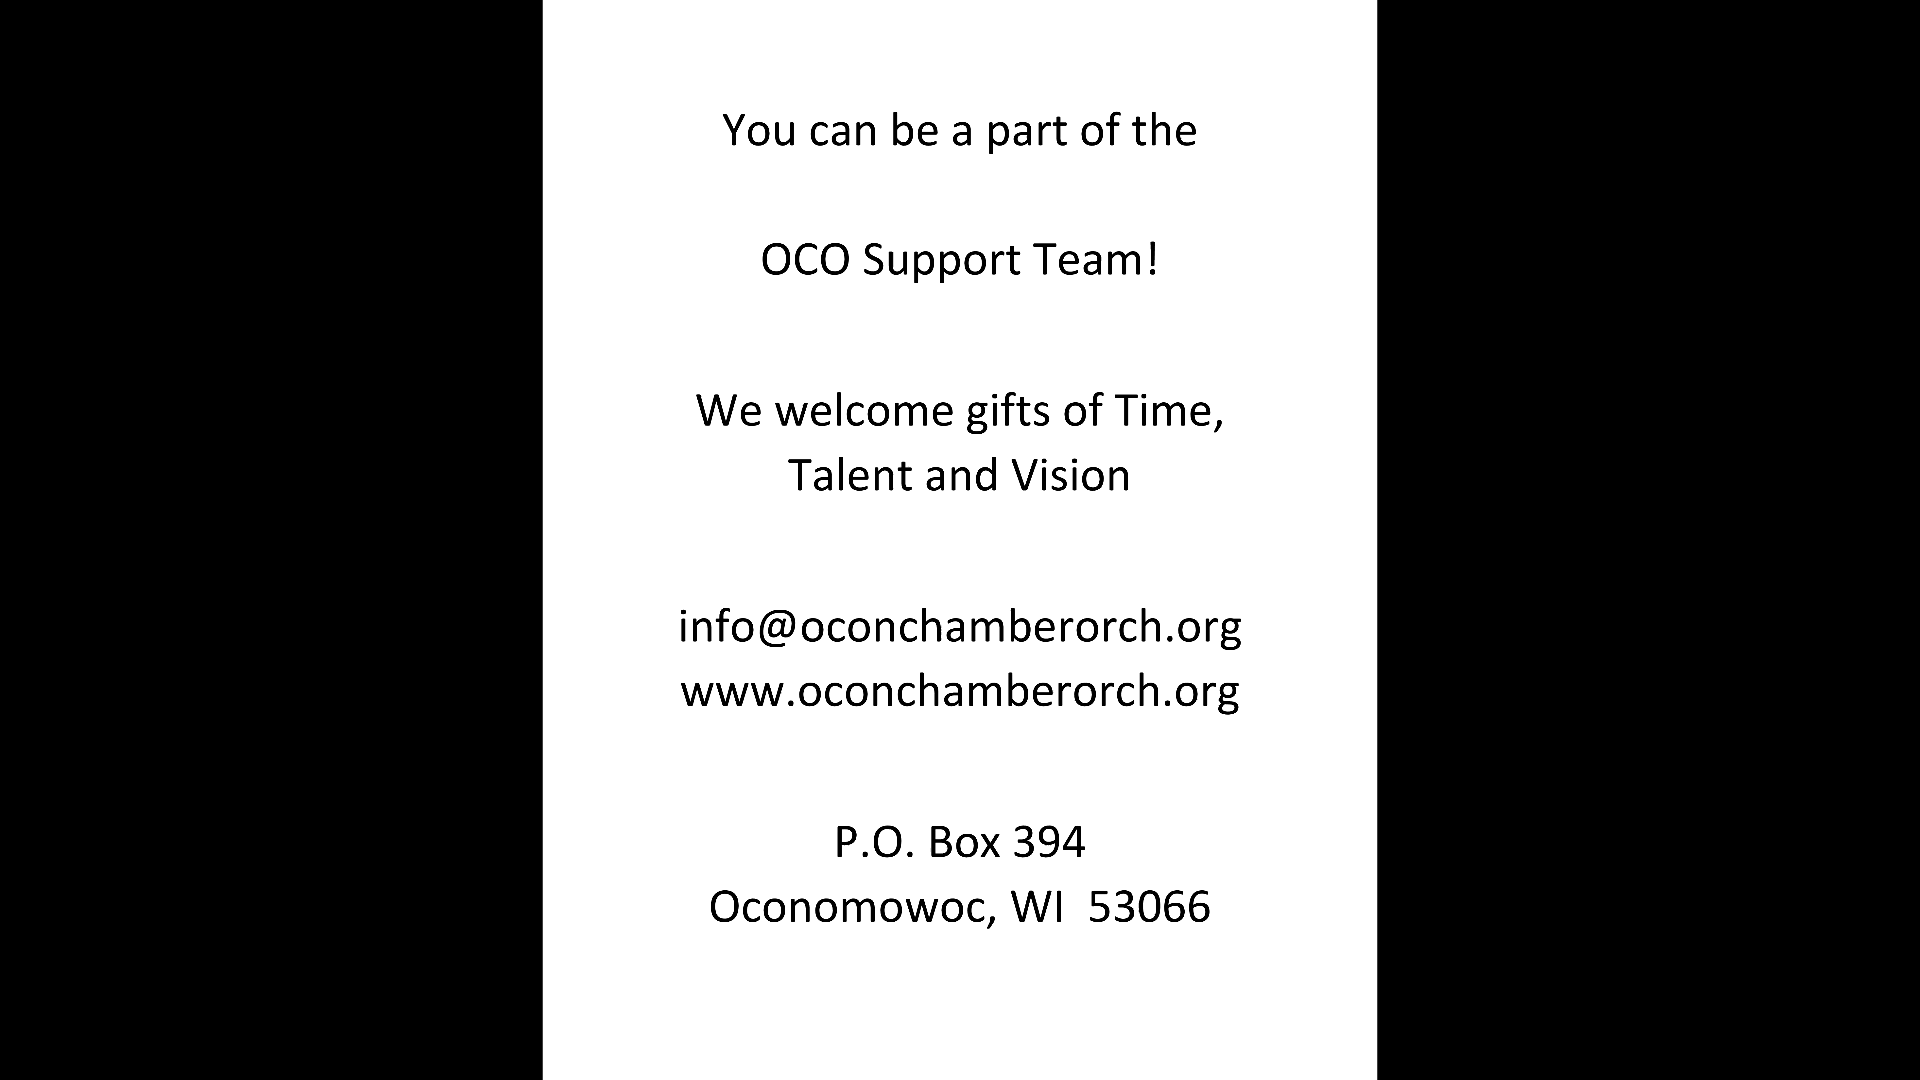 You can be a part of the
OCO Support Team!
We welcome gifts of Time,
Talent and Vision
info@oconchamberorch.org
www.oconchamberorch.org
P.O. Box 394
Oconomowoc, WI  53066